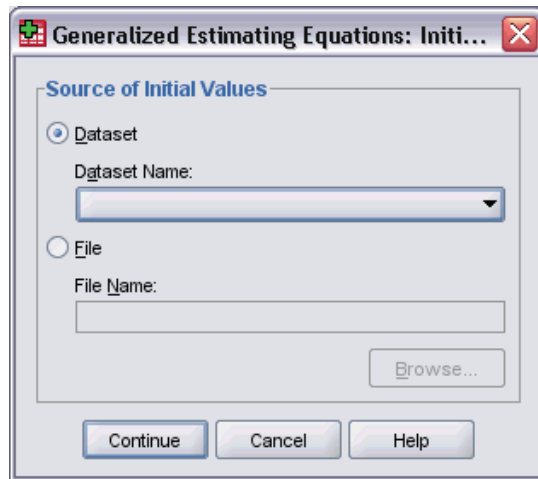 Generalized Estimating Equations: Initi...
Source of Initial Values
Dataset
Dataset Name:
File
File Name:
Browse...
Continue
Cancel
Help